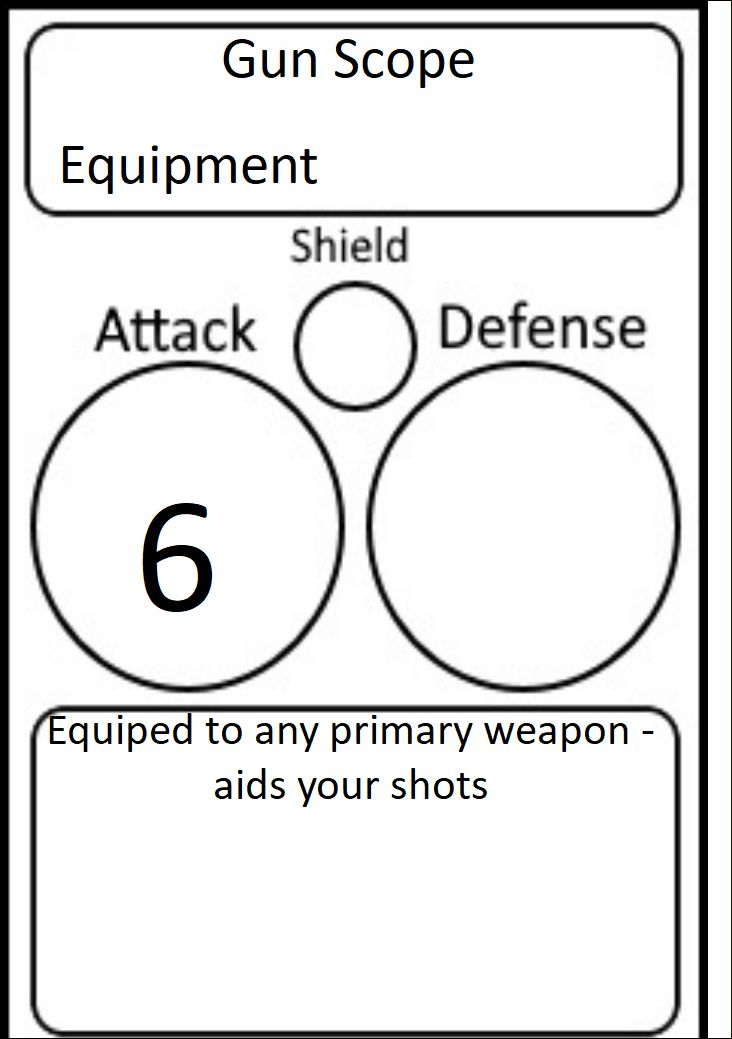 Gun Scope
Equipment
Shield
Attack
Defense
6
Equiped to any primary weapon -
aids your shots